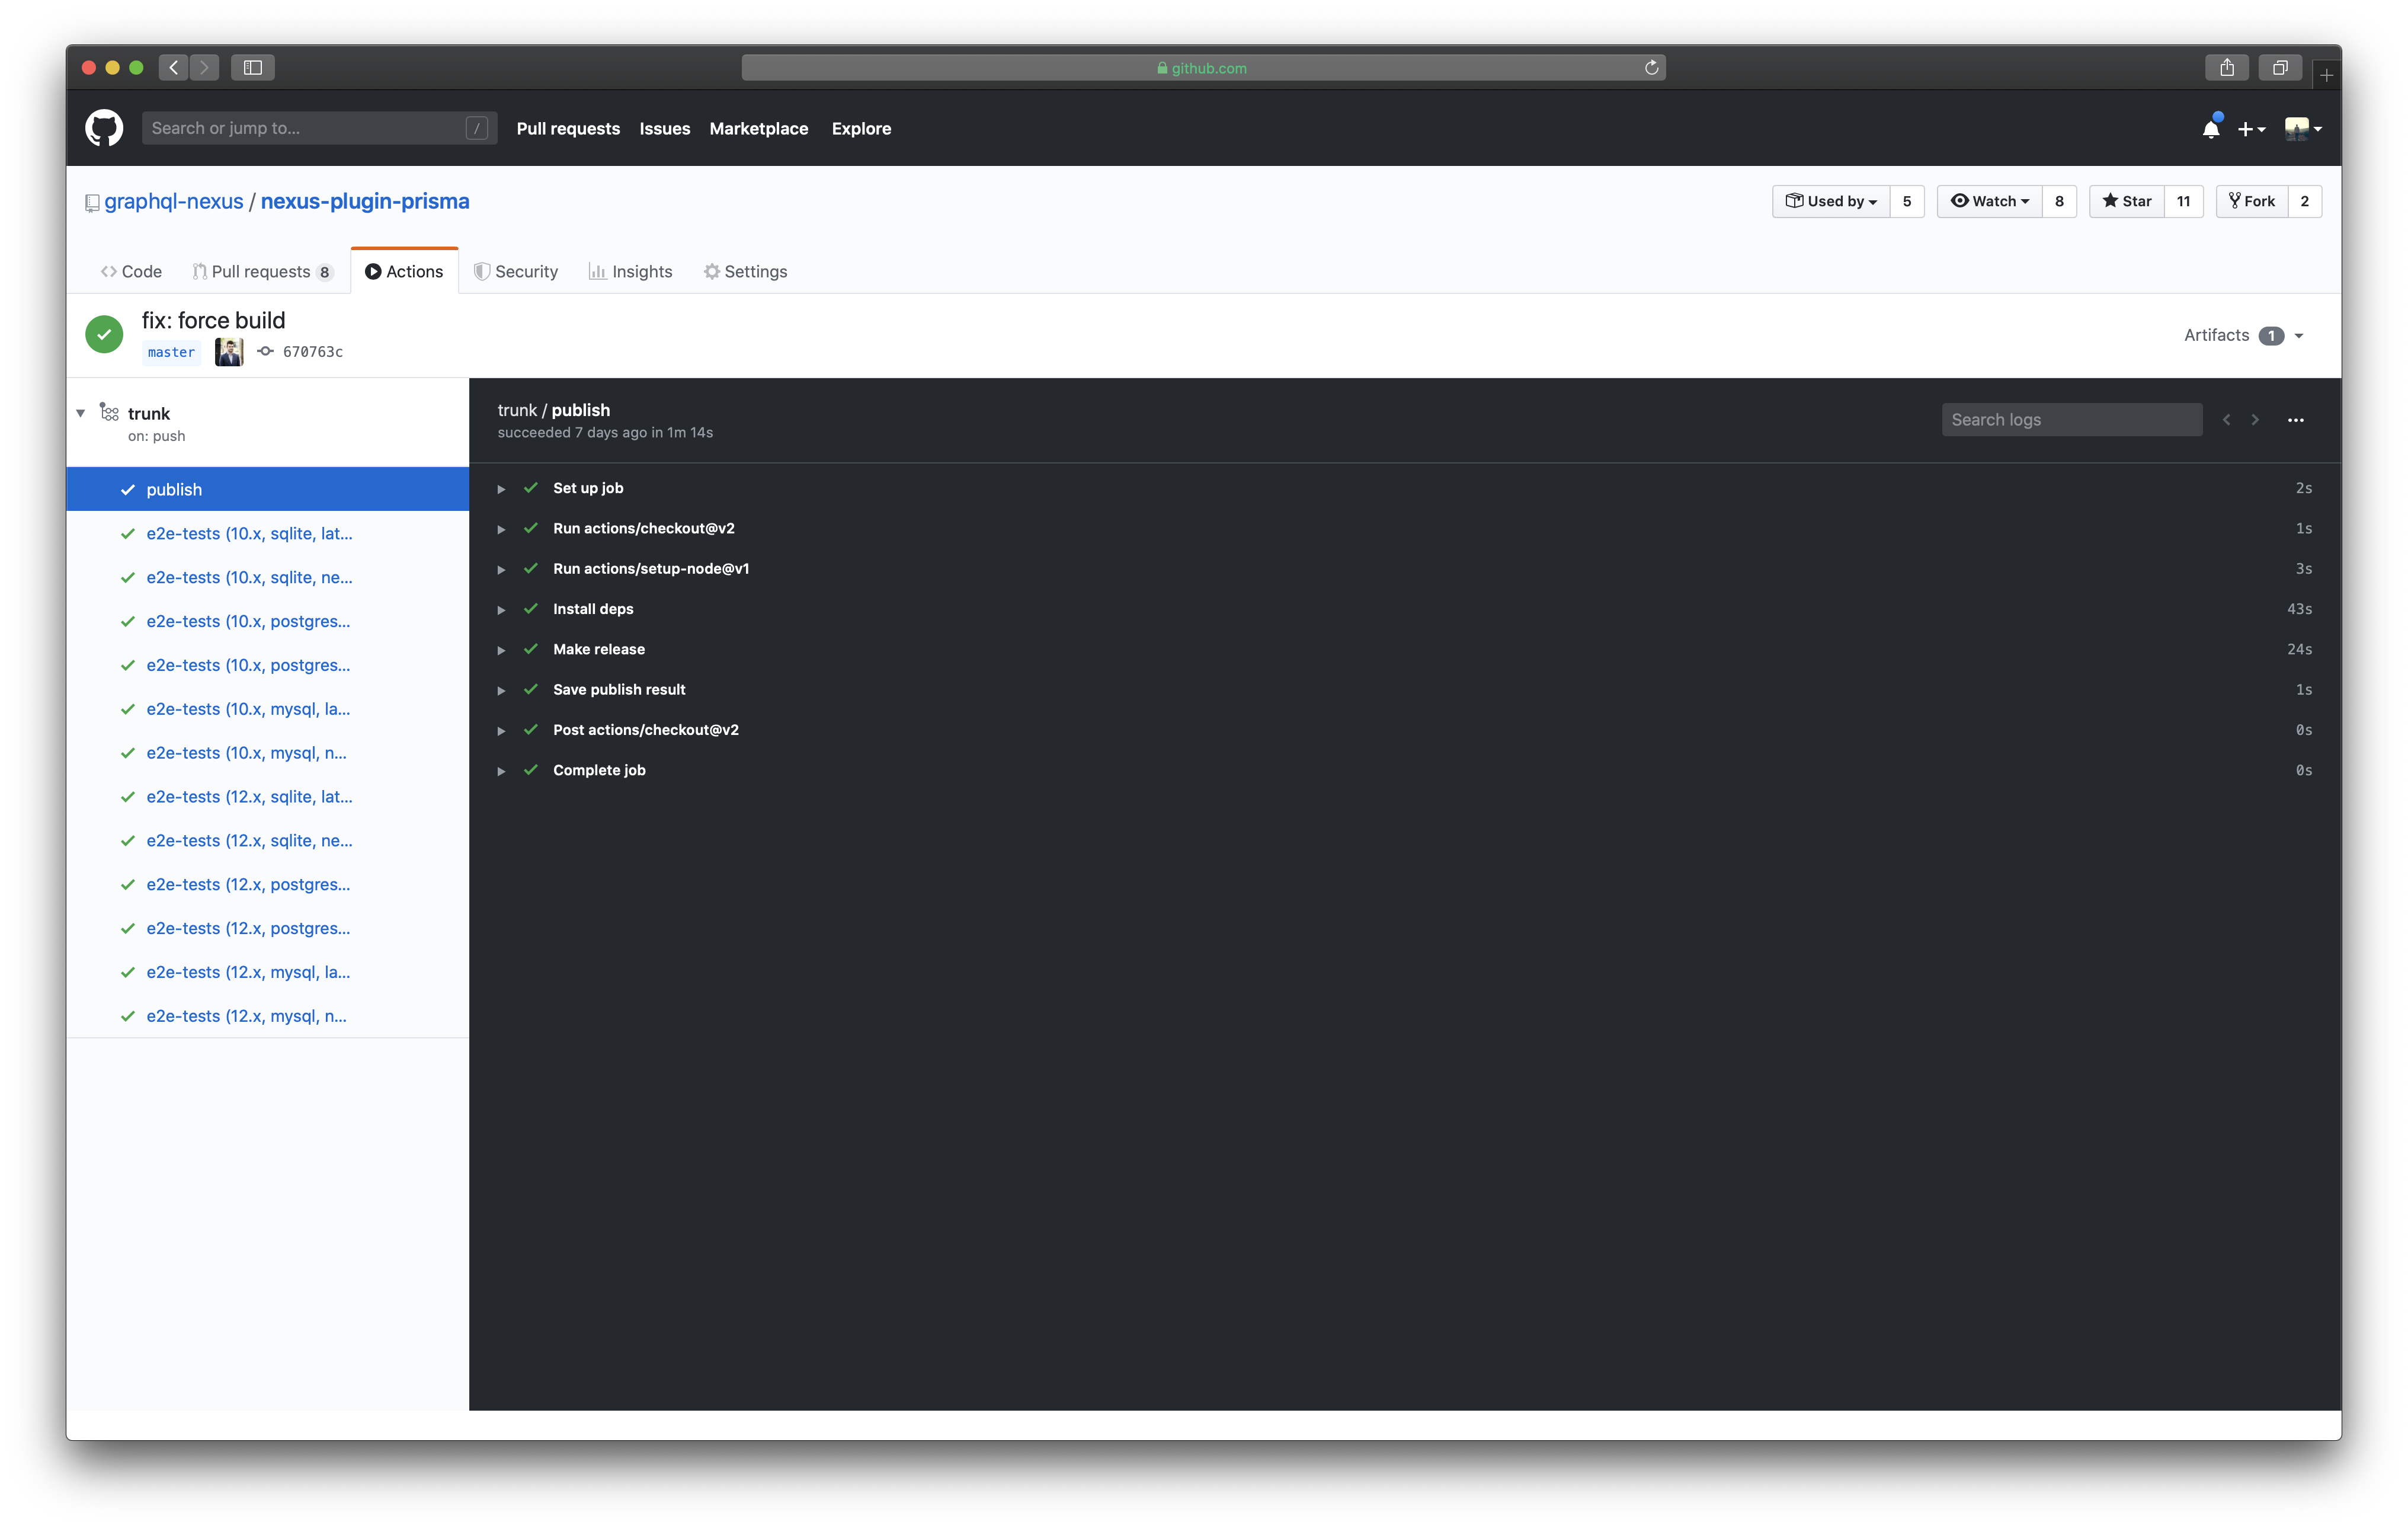 github.com
Search or jump to... /
Pull requests Issues Marketplace Explore
graphql-nexus / nexus-plugin-prisma
Used by 5 Watch 8 Star 11 Fork 2
Code Pull requests 8 Actions Security Insights Settings
fix: force build
master 670763c
Artifacts 1
trunk
on: push
publish
e2e-tests (10.x, sqlite, lat...
e2e-tests (10.x, sqlite, ne...
e2e-tests (10.x, postgres...
e2e-tests (10.x, postgres...
e2e-tests (10.x, mysql, la...
e2e-tests (10.x, mysql, n...
e2e-tests (12.x, sqlite, lat...
e2e-tests (12.x, sqlite, ne...
e2e-tests (12.x, postgres...
e2e-tests (12.x, postgres...
e2e-tests (12.x, mysql, la...
e2e-tests (12.x, mysql, n...
trunk / publish
succeeded 7 days ago in 1m 14s
Search logs
Set up job 2s
Run actions/checkout@v2 1s
Run actions/setup-node@v1 3s
Install deps 43s
Make release 24s
Save publish result 1s
Post actions/checkout@v2 0s
Complete job 0s